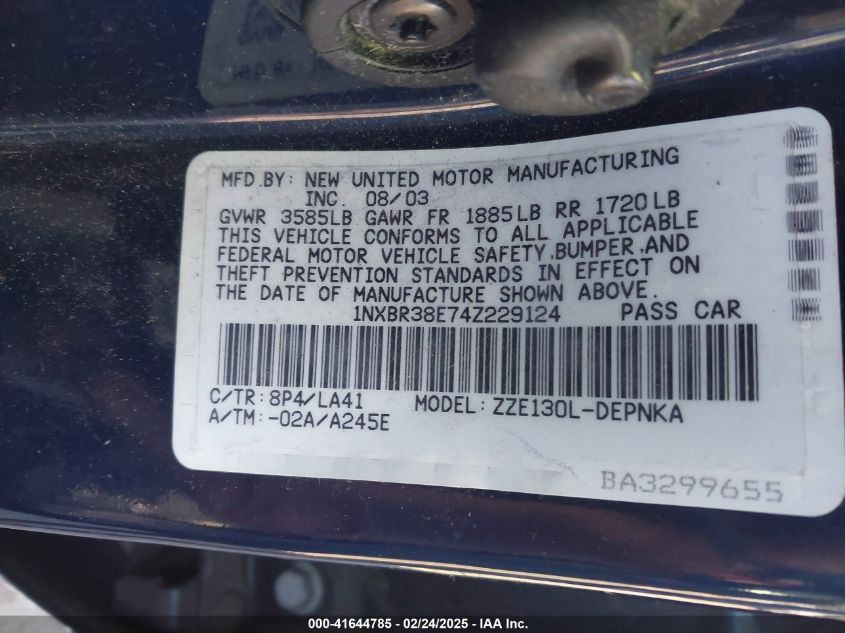 MFD.BY: NEW UNITED MOTOR MANUFACTURING
INC. 08/03
GVWR 3585LB GAWR FR 1885LB RR 1720LB
THIS VEHICLE CONFORMS TO ALL APPLICABLE
FEDERAL MOTOR VEHICLE SAFETY,BUMPER,AND
THEFT PREVENTION STANDARDS IN EFFECT ON
THE DATE OF MANUFACTURE SHOWN ABOVE.
1NXBR38E74Z229124 PASS CAR
C/TR:8P4/LA41 MODEL: ZZE130L-DEPNKA
A/TM:-02A/A245E
BA3299655
000-41644785 - 02/24/2025 - IAA Inc.